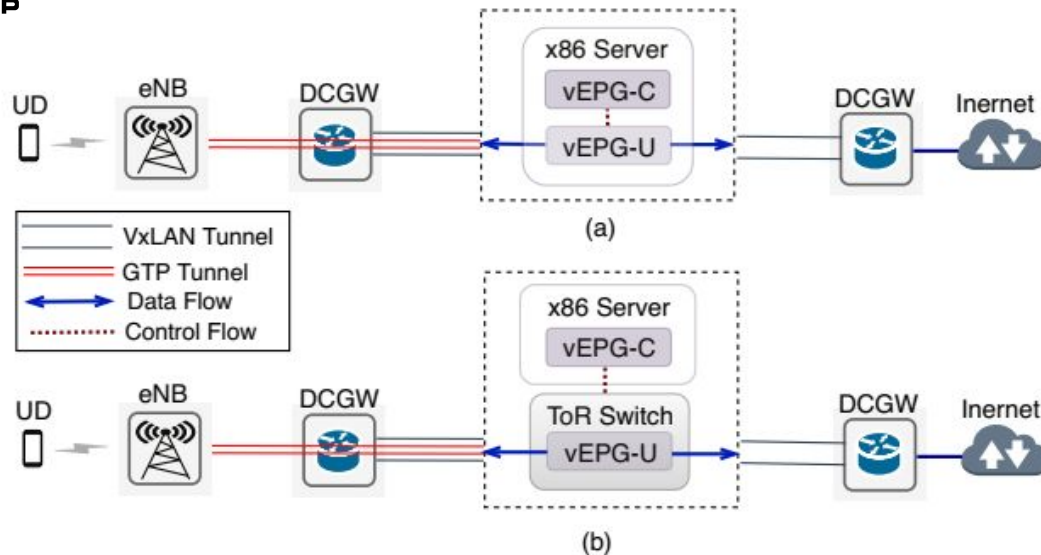 P
x86 Server
vEPG-C
vEPG-U
UD
eNB
DCGW
DCGW
Inernet
(a)
VxLAN Tunnel
GTP Tunnel
Data Flow
Control Flow
x86 Server
vEPG-C
ToR Switch
vEPG-U
UD
eNB
DCGW
DCGW
Inernet
(b)